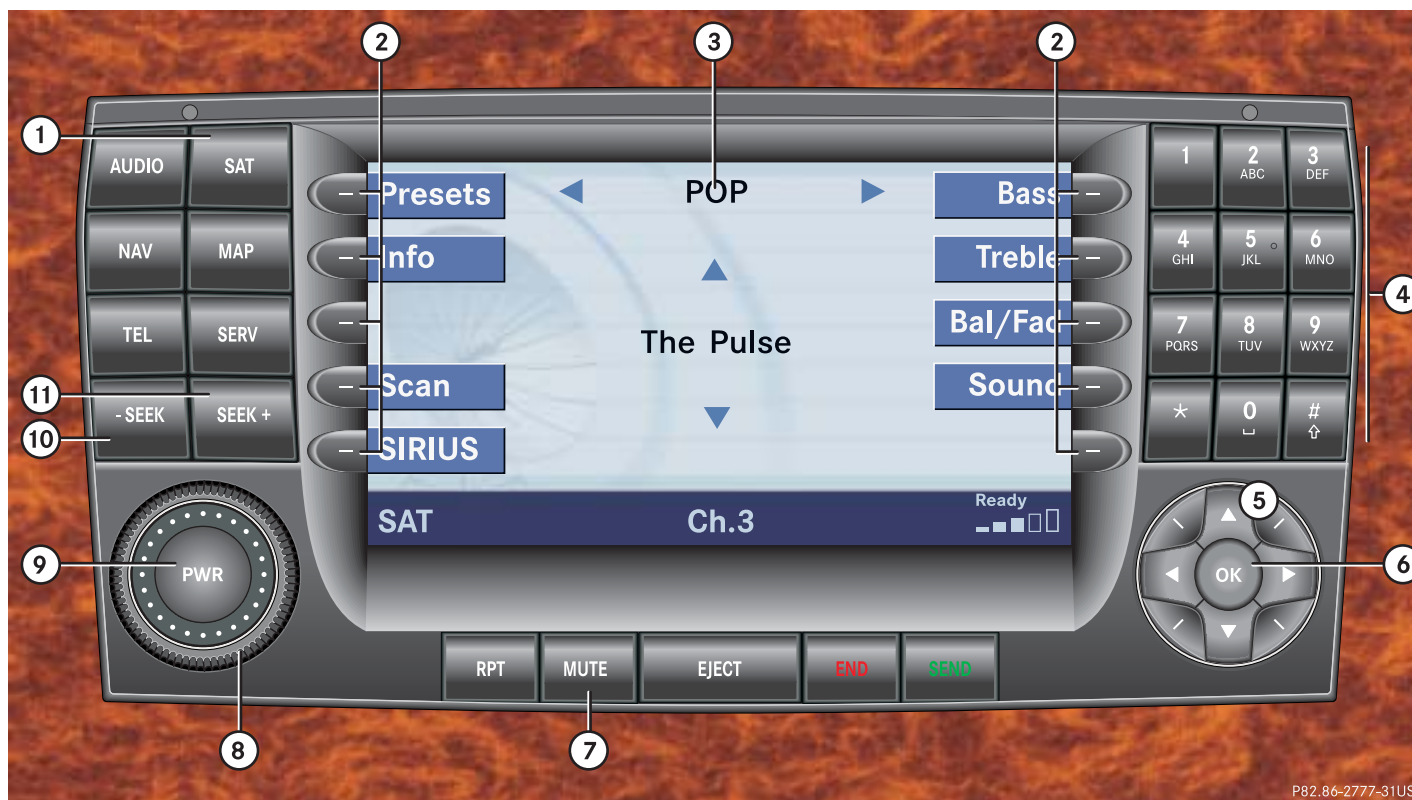 2 3 2
1
AUDIO SAT
NAV MAP
TEL SERV
- SEEK SEEK +
11
10
Presets POP Bass
Info Treble
The Pulse Bal/Fad
Scan Sound
SIRIUS
SAT Ch.3 Ready
1 2 ABC 3 DEF
4 GHI 5 JKL 6 MNO
7 PQRS 8 TUV 9 WXYZ
* 0 #
4
5
9 PWR OK 6
RPT MUTE EJECT END SEND
8 7
P82.86-2777-31US